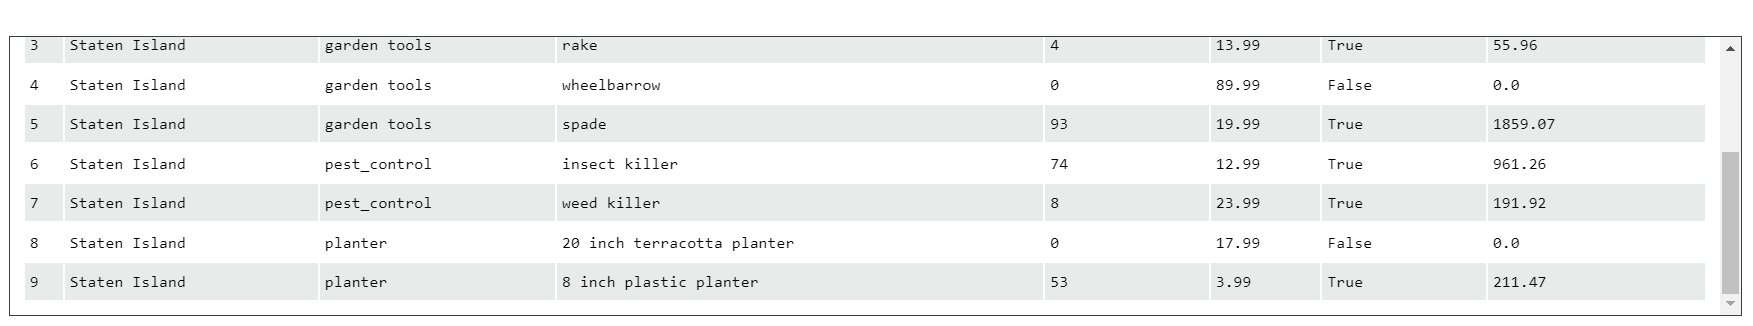 3 Staten Island garden tools rake 4 13.99 True 55.96
4 Staten Island garden tools wheelbarrow 0 89.99 False 0.0
5 Staten Island garden tools spade 93 19.99 True 1859.07
6 Staten Island pest_control insect killer 74 12.99 True 961.26
7 Staten Island pest_control weed killer 8 23.99 True 191.92
8 Staten Island planter 20 inch terracotta planter 0 17.99 False 0.0
9 Staten Island planter 8 inch plastic planter 53 3.99 True 211.47